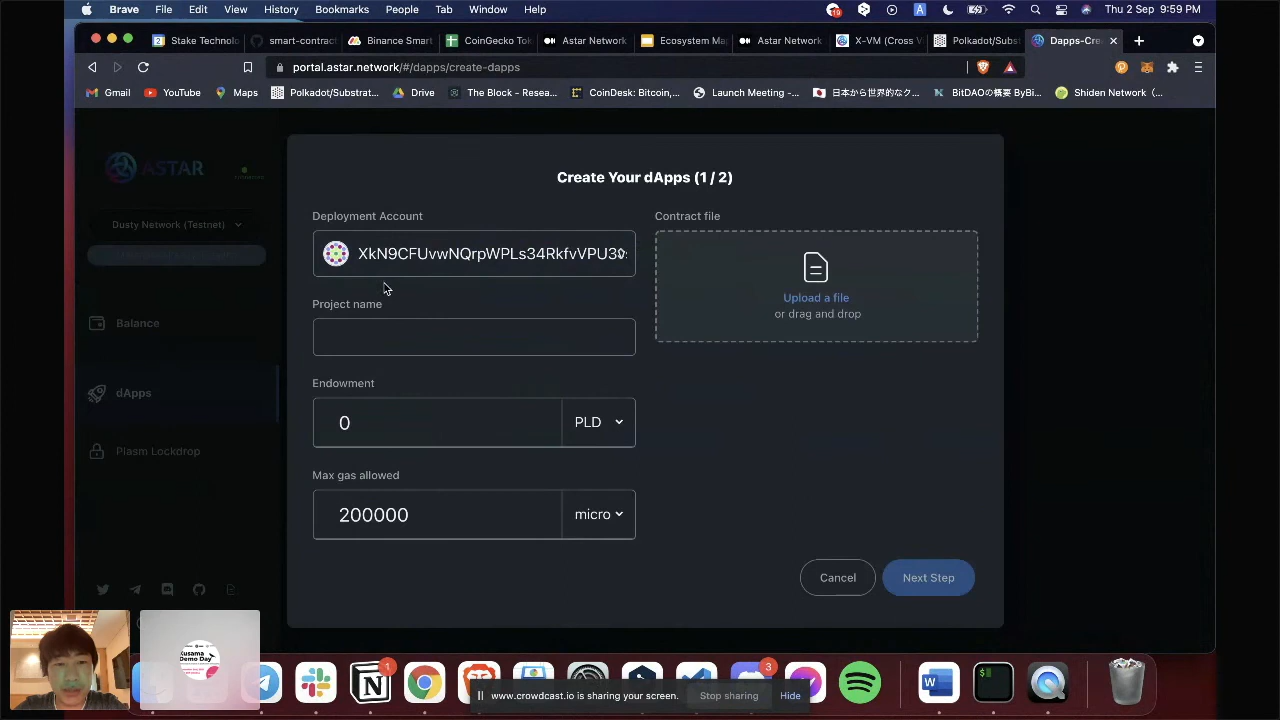 Brave File Edit View History Bookmarks People Tab Window Help 19 A Thu 2 Sep 9:59 PM
Stake Technolo smart-contract Binance Smart CoinGecko Tok Astar Network Ecosystem Ma Astar Network X-VM (Cross V Polkadot/Subst Dapps-Cre
portal.astar.network/#/dapps/create-dapps
Gmail YouTube Maps Polkadot/Substrat... Drive The Block - Resea... CoinDesk: Bitcoin,... Launch Meeting -... 日本から世界的なク... BitDAOの概要 ByBi... Shiden Network (...
ASTAR
Dusty Network (Testnet)
Balance
dApps
Plasm Lockdrop
Create Your dApps (1 / 2)
Deployment Account
XkN9CFUvwNQrpWPLs34RkfvVPU3
Project name
Endowment
0 PLD
Max gas allowed
200000 micro
Contract file
Upload a file
or drag and drop
Cancel Next Step
Kusama
Demo Day
1
3
www.crowdcast.io is sharing your screen. Stop sharing Hide